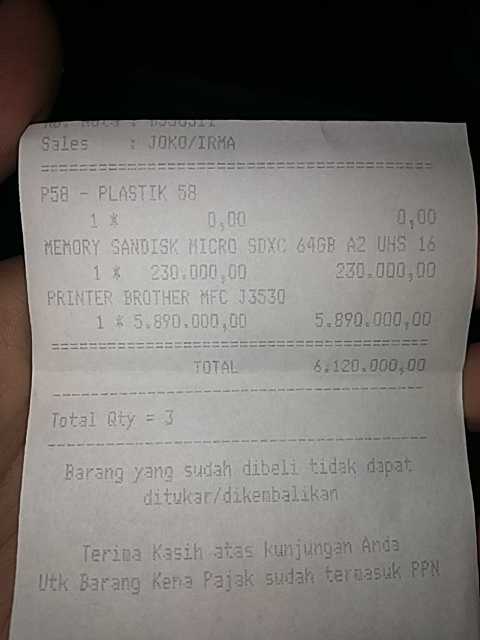 Sales : JOKO/IRMA
P58 - PLASTIK 58
1 * 0,00 0,00
MEMORY SANDISK MICRO SDXC 64GB A2 UHS 16
1 * 230.000,00 230.000,00
PRINTER BROTHER MFC J3530
1 * 5.890.000,00 5.890.000,00
TOTAL 6.120.000,00
Total Qty = 3
Barang yang sudah dibeli tidak dapat
ditukar/dikembalikan
Terima Kasih atas kunjungan Anda
Utk Barang Kena Pajak sudah termasuk PPN